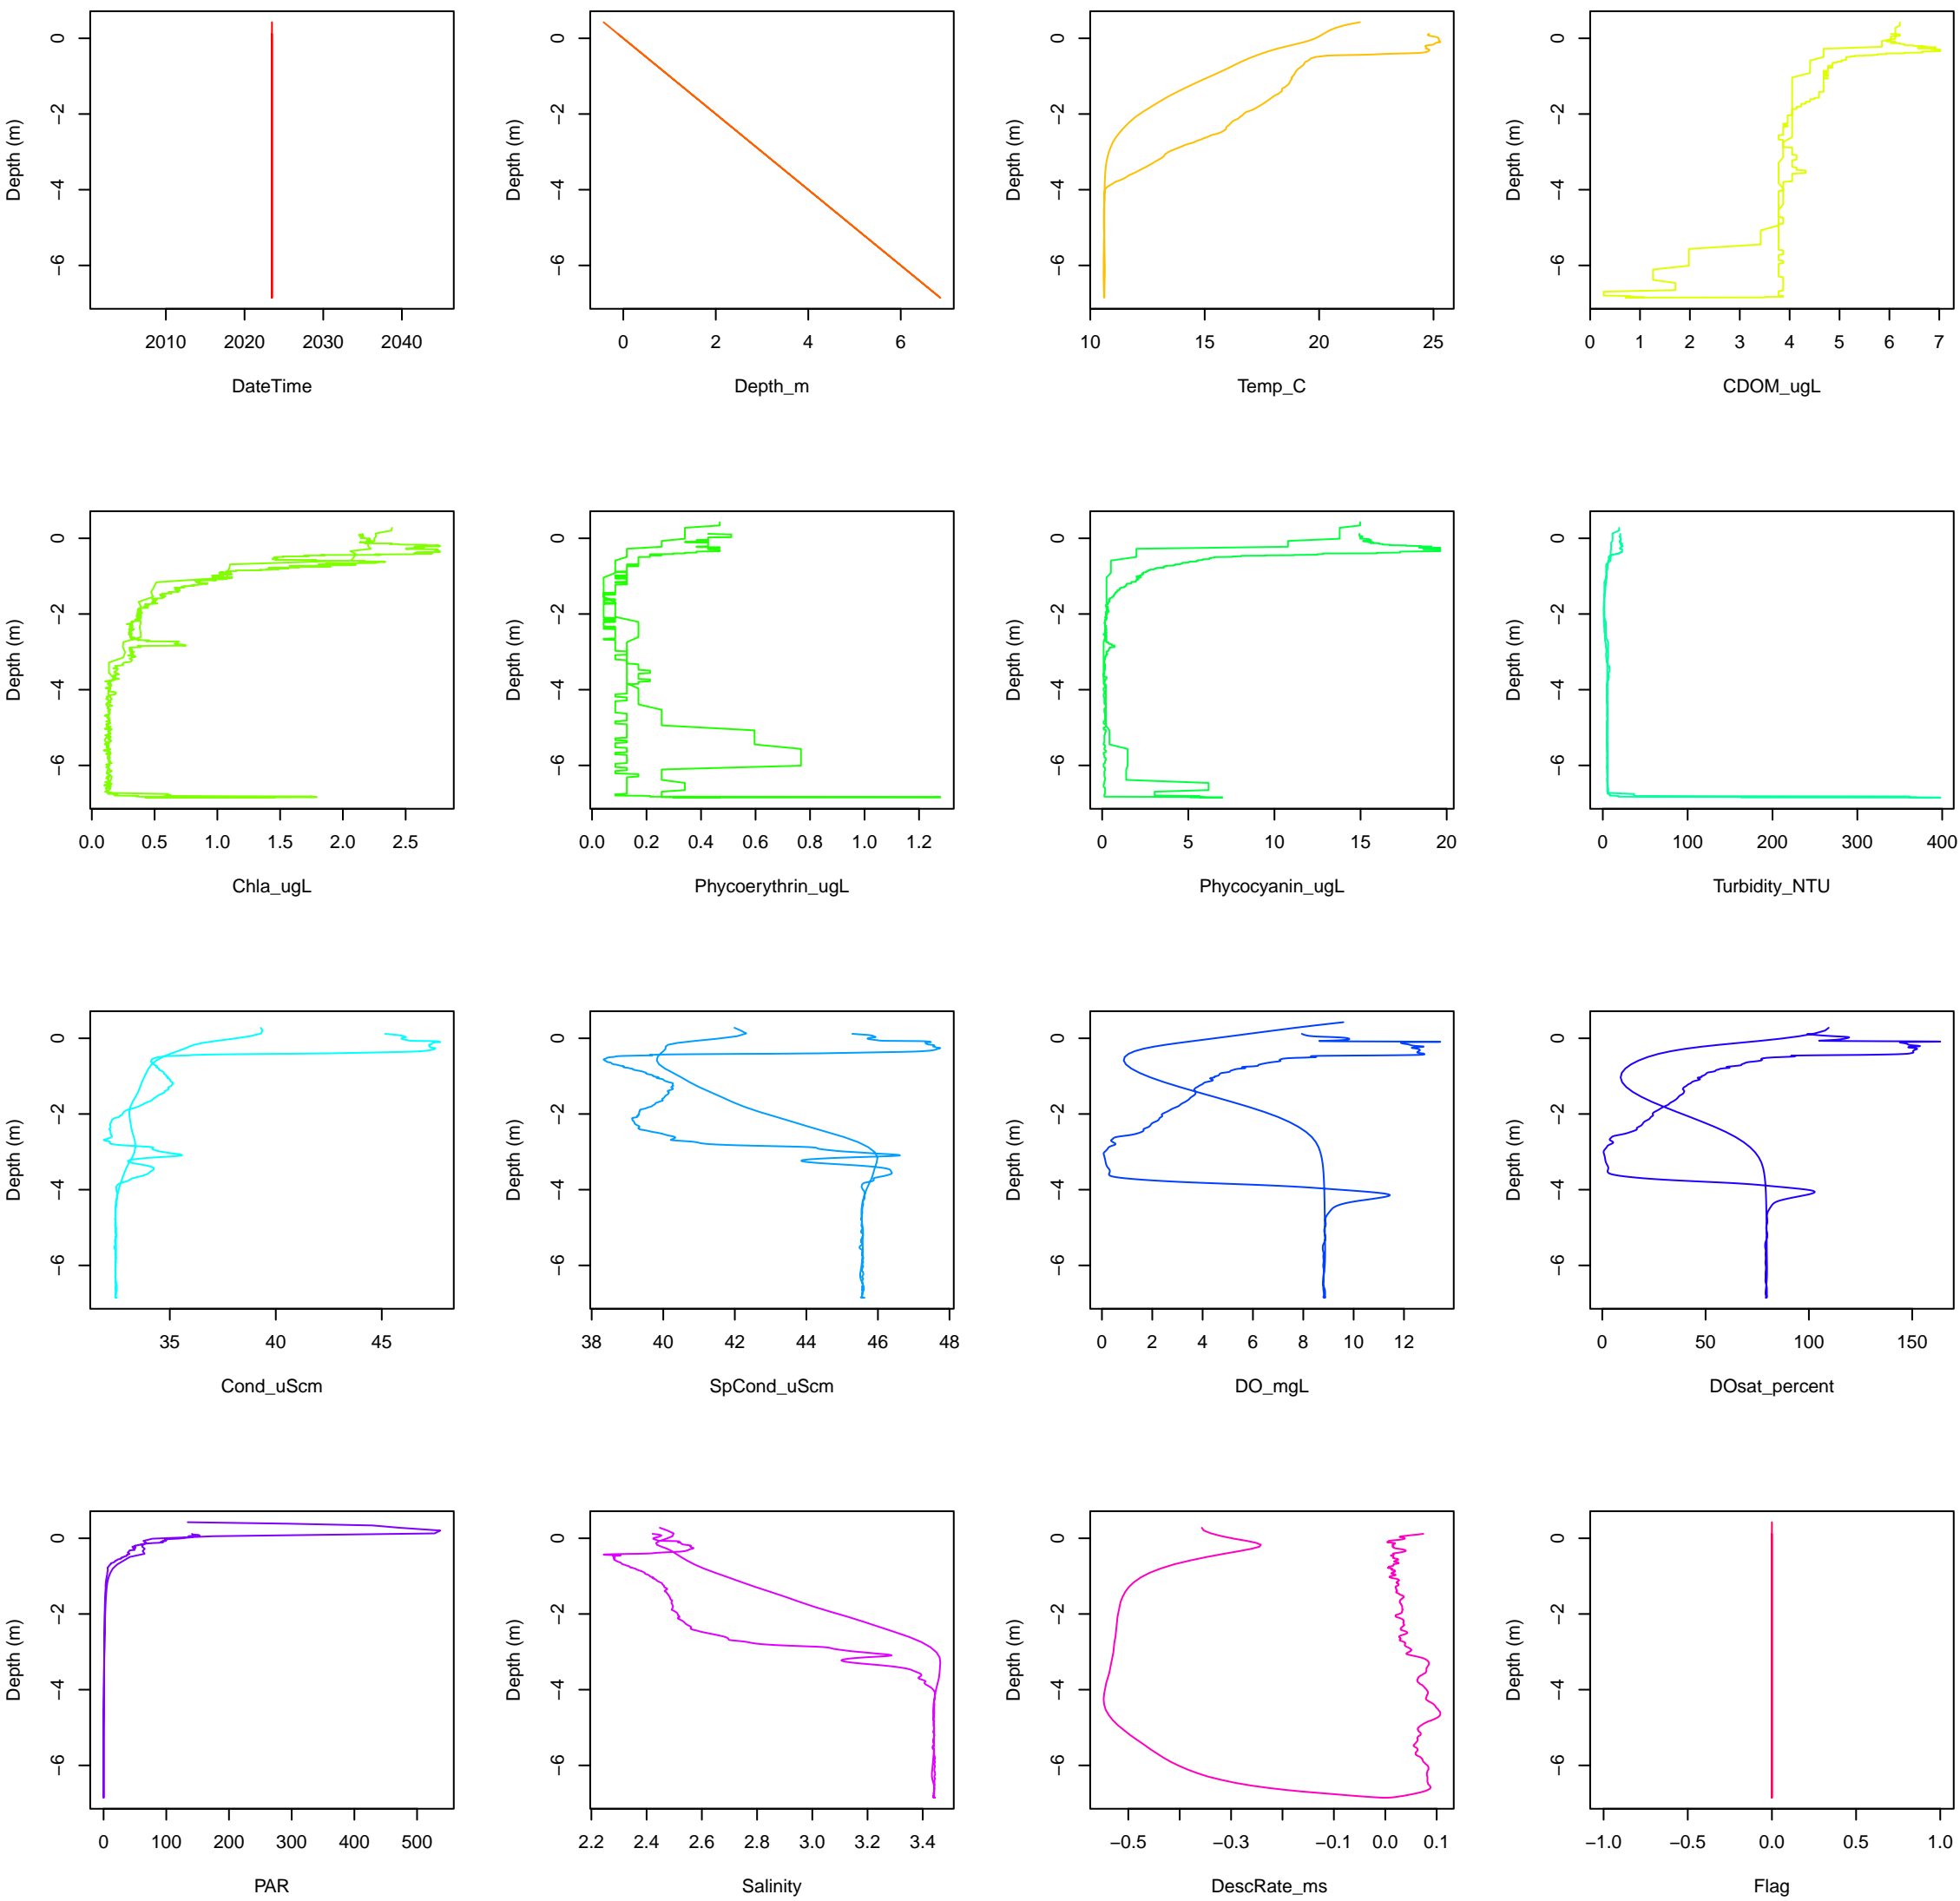 Depth (m)
0
−2
−4
−6
2010 2020 2030 2040
DateTime
Depth (m)
0
−2
−4
−6
0 2 4 6
Depth_m
Depth (m)
0
−2
−4
−6
10 15 20 25
Temp_C
Depth (m)
0
−2
−4
−6
0 1 2 3 4 5 6 7
CDOM_ugL
Depth (m)
0
−2
−4
−6
0.0 0.5 1.0 1.5 2.0 2.5
Chla_ugL
Depth (m)
0
−2
−4
−6
0.0 0.2 0.4 0.6 0.8 1.0 1.2
Phycoerythrin_ugL
Depth (m)
0
−2
−4
−6
0 5 10 15 20
Phycocyanin_ugL
Depth (m)
0
−2
−4
−6
0 100 200 300 400
Turbidity_NTU
Depth (m)
0
−2
−4
−6
35 40 45
Cond_uScm
Depth (m)
0
−2
−4
−6
38 40 42 44 46 48
SpCond_uScm
Depth (m)
0
−2
−4
−6
0 2 4 6 8 10 12
DO_mgL
Depth (m)
0
−2
−4
−6
0 50 100 150
DOsat_percent
Depth (m)
0
−2
−4
−6
0 100 200 300 400 500
PAR
Depth (m)
0
−2
−4
−6
2.2 2.4 2.6 2.8 3.0 3.2 3.4
Salinity
Depth (m)
0
−2
−4
−6
−0.5 −0.3 −0.1 0.0 0.1
DescRate_ms
Depth (m)
0
−2
−4
−6
−1.0 −0.5 0.0 0.5 1.0
Flag